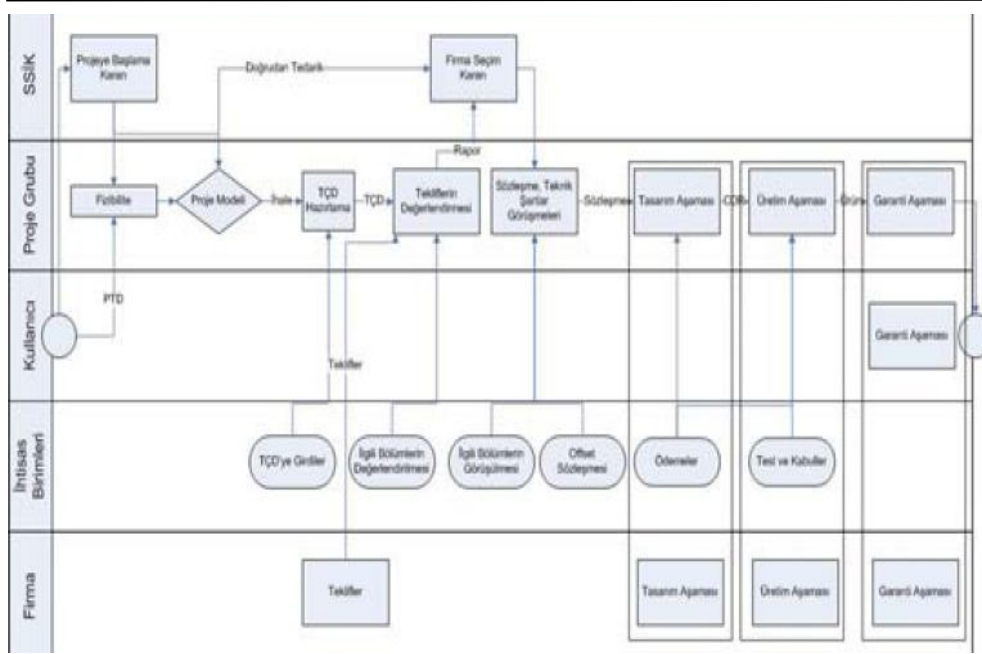 SSİK
Projeye Başlama
Kararı
Doğrudan Tedarik
Firma Seçim
Kararı
Proje Grubu
Fizibilite
Proje Modeli
İhale
TÇD
Hazırlama
TÇD
Tekliflerin
Değerlendirmesi
Rapor
Sözleşme, Teknik
Şartlar
Görüşmeleri
Sözleşme
Tasarım Aşaması
CDR
Üretim Aşaması
Ürün
Garanti Aşaması
Kullanıcı
PTD
Teklifler
Garanti Aşaması
İhtisas
Birimleri
TÇD'ye Girdiler
İlgili Bölümlerin
Değerlendirilmesi
İlgili Bölümlerin
Görüşülmesi
Offset
Sözleşmesi
Ödemeler
Test ve Kabuller
Firma
Teklifler
Tasarım Aşaması
Üretim Aşaması
Garanti Aşaması